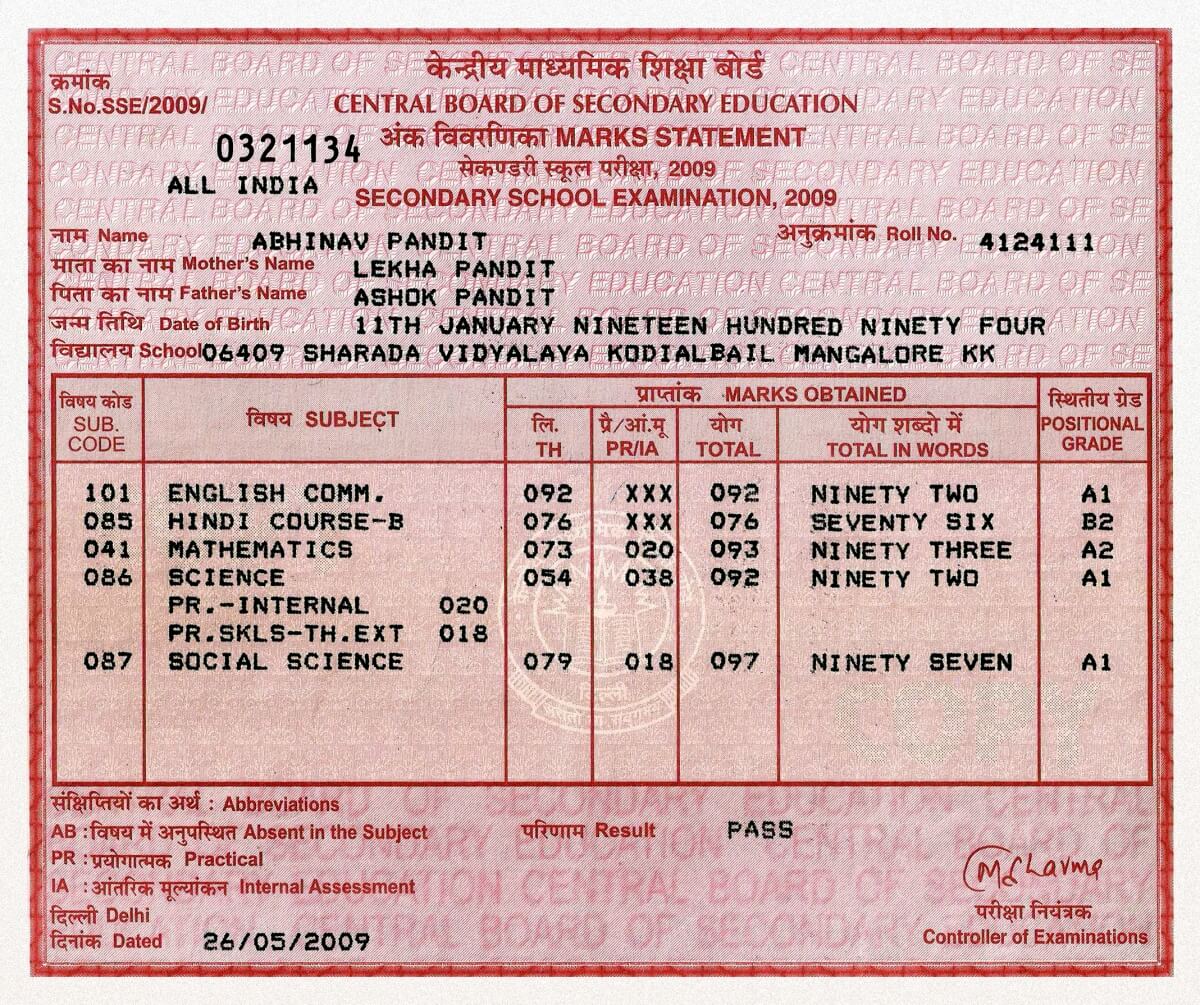 केन्द्रीय माध्यमिक शिक्षा बोर्ड
क्रमांक
S.No.SSE/2009/
CENTRAL BOARD OF SECONDARY EDUCATION
0321134
अंक विवरणिका MARKS STATEMENT
सेकण्डरी स्कूल परीक्षा, 2009
ALL INDIA
SECONDARY SCHOOL EXAMINATION, 2009
नाम Name ABHINAV PANDIT अनुक्रमांक Roll No. 4124111
माता का नाम Mother's Name LEKHA PANDIT
पिता का नाम Father's Name ASHOK PANDIT
जन्म तिथि Date of Birth 11TH JANUARY NINETEEN HUNDRED NINETY FOUR
विद्यालय School 06409 SHARADA VIDYALAYA KODIALBAIL MANGALORE KK
विषय कोड SUB. CODE विषय SUBJECT प्राप्तांक MARKS OBTAINED स्थितीय ग्रेड POSITIONAL GRADE
लि. TH प्रै/आं.मू PR/IA योग TOTAL योग शब्दो में TOTAL IN WORDS
101 ENGLISH COMM. 092 XXX 092 NINETY TWO A1
085 HINDI COURSE-B 076 XXX 076 SEVENTY SIX B2
041 MATHEMATICS 073 020 093 NINETY THREE A2
086 SCIENCE 054 038 092 NINETY TWO A1
PR.-INTERNAL 020
PR.SKLS-TH.EXT 018
087 SOCIAL SCIENCE 079 018 097 NINETY SEVEN A1
COPY
संक्षिप्तियों का अर्थ : Abbreviations
AB : विषय में अनुपस्थित Absent in the Subject परिणाम Result PASS
PR : प्रयोगात्मक Practical
IA : आंतरिक मूल्यांकन Internal Assessment
दिल्ली Delhi परीक्षा नियंत्रक
दिनांक Dated 26/05/2009 Controller of Examinations